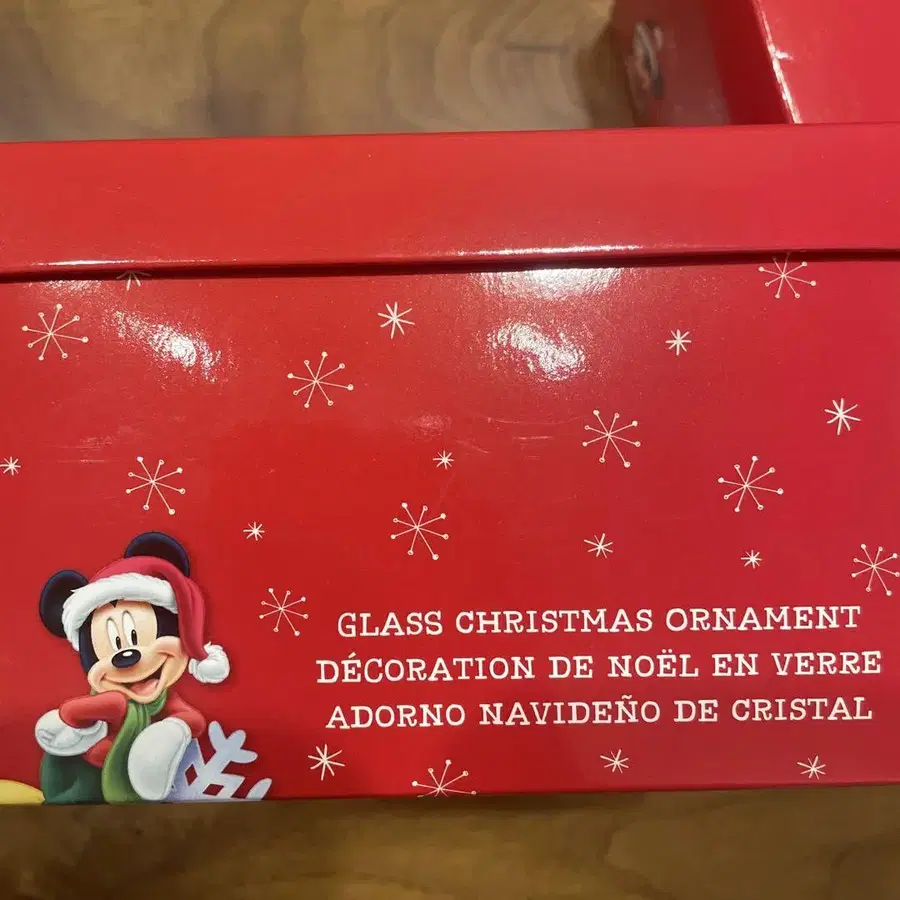 GLASS CHRISTMAS ORNAMENT
DÉCORATION DE NOËL EN VERRE
ADORNO NAVIDEÑO DE CRISTAL